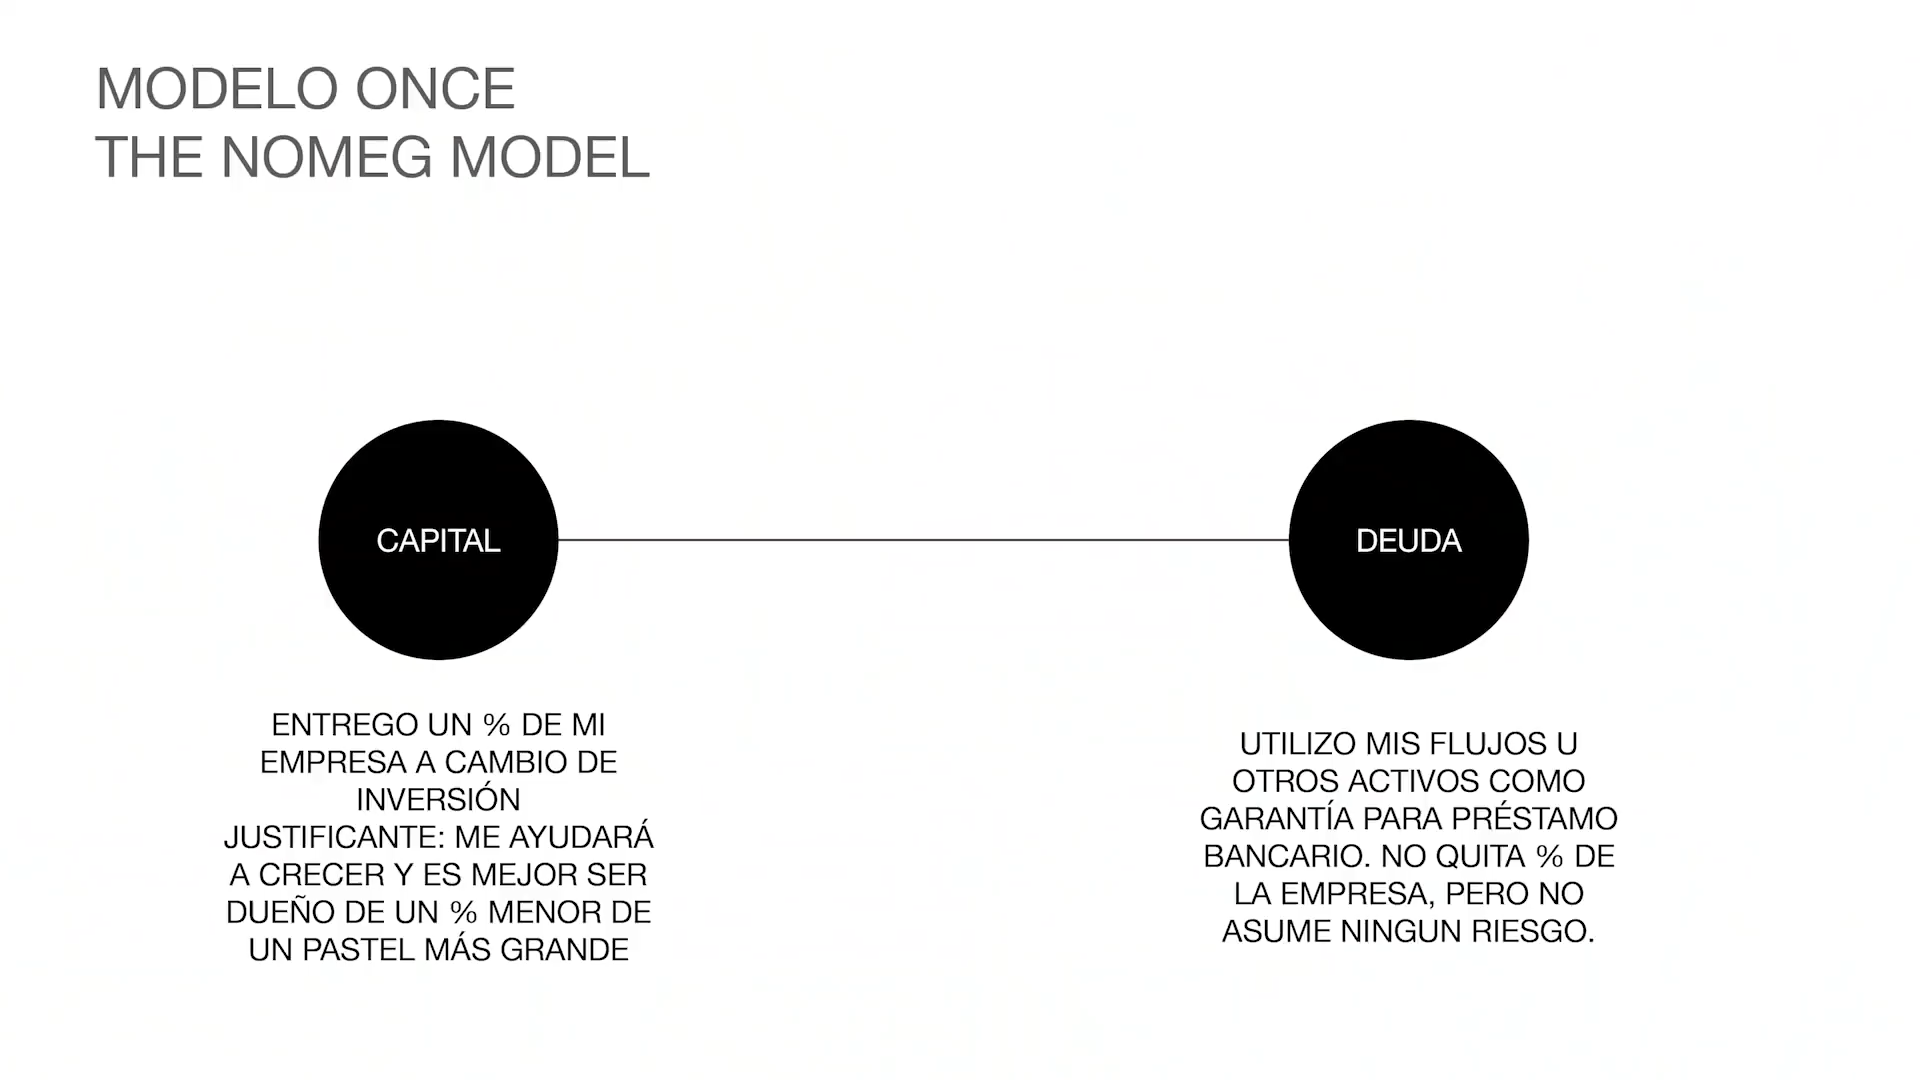 MODELO ONCE
THE NOMEG MODEL
CAPITAL
DEUDA
ENTREGO UN % DE MI
EMPRESA A CAMBIO DE
INVERSIÓN
JUSTIFICANTE: ME AYUDARÁ
A CRECER Y ES MEJOR SER
DUEÑO DE UN % MENOR DE
UN PASTEL MÁS GRANDE
UTILIZO MIS FLUJOS U
OTROS ACTIVOS COMO
GARANTÍA PARA PRÉSTAMO
BANCARIO. NO QUITA % DE
LA EMPRESA, PERO NO
ASUME NINGUN RIESGO.